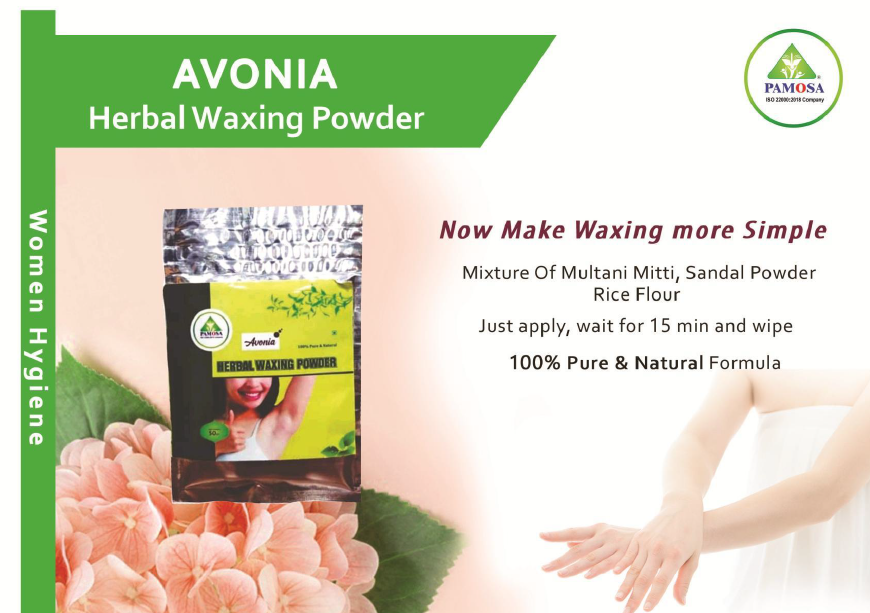 AVONIA
Herbal Waxing Powder
PAMOSA
ISO 22000:2018 Company
Women Hygiene
Now Make Waxing more Simple
Mixture Of Multani Mitti, Sandal Powder
Rice Flour
Just apply, wait for 15 min and wipe
100% Pure & Natural Formula
PAMOSA
Avonia
100% Pure & Natural
HERBAL WAXING POWDER